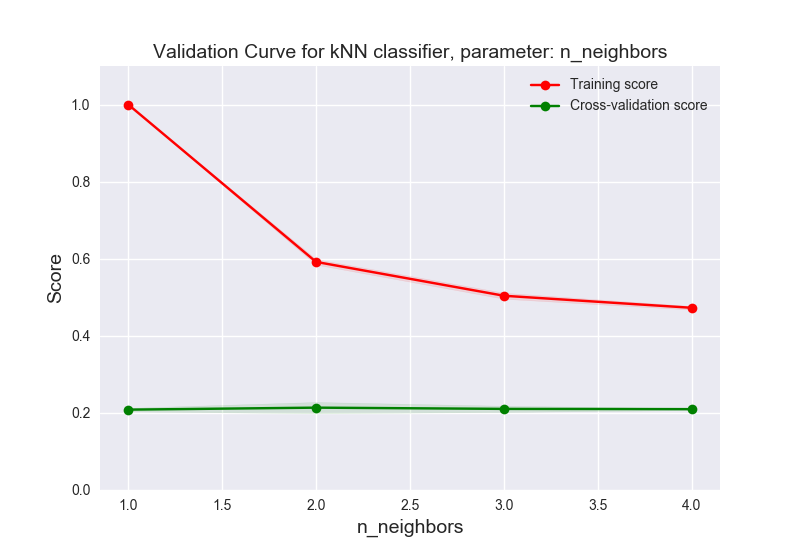 Validation Curve for kNN classifier, parameter: n_neighbors
Training score
Cross-validation score
Score
1.0
0.8
0.6
0.4
0.2
0.0
1.0 1.5 2.0 2.5 3.0 3.5 4.0
n_neighbors